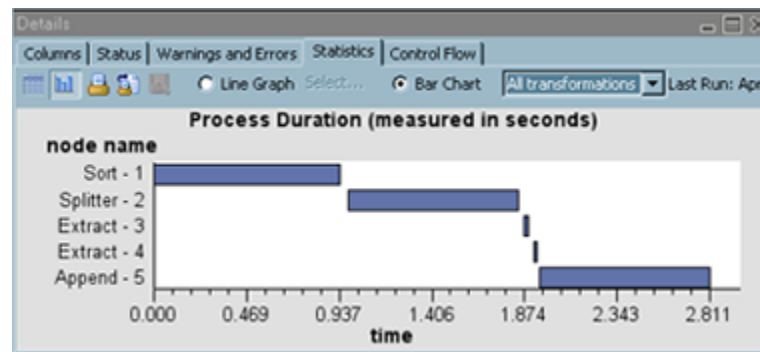 Details
Columns Status Warnings and Errors Statistics Control Flow
Line Graph Select... Bar Chart All transformations Last Run:
Process Duration (measured in seconds)
node name
Sort - 1
Splitter - 2
Extract - 3
Extract - 4
Append - 5
0.000 0.469 0.937 1.406 1.874 2.343 2.811
time